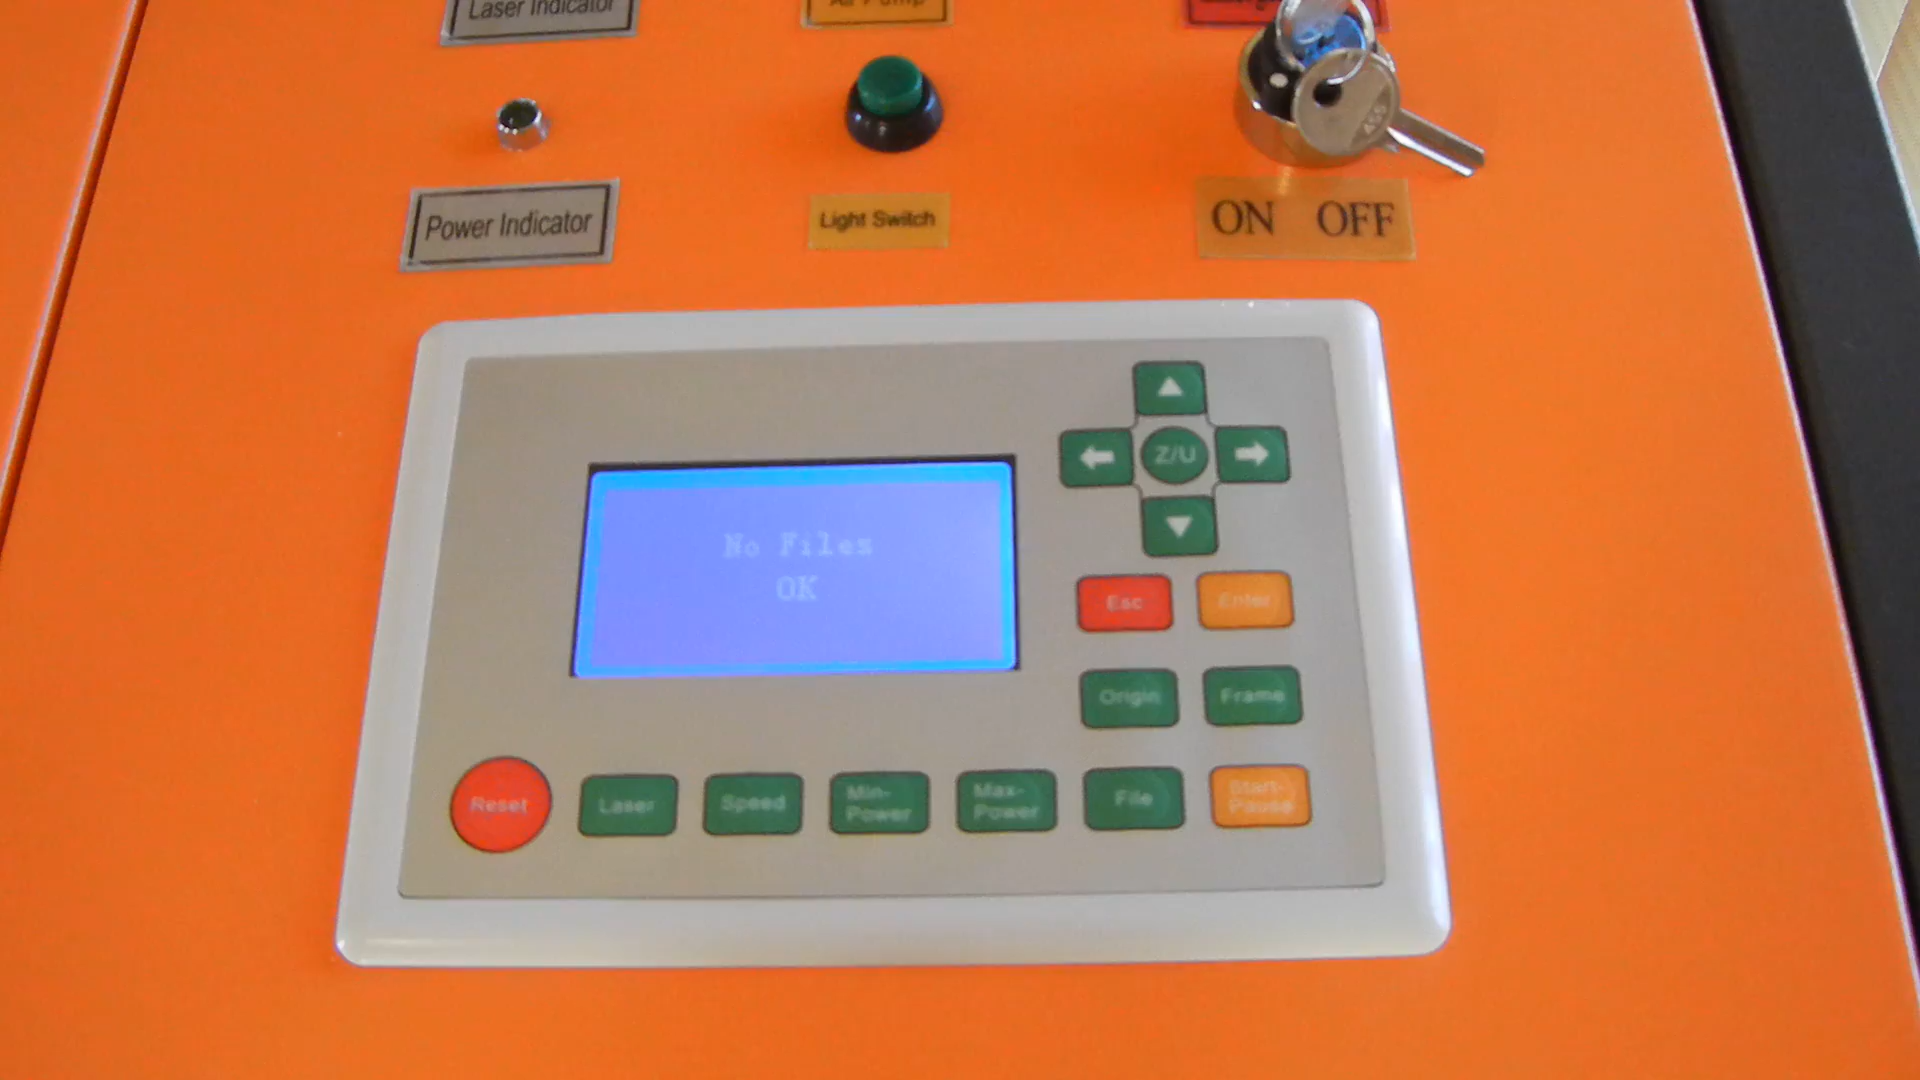 Laser Indicator
Air Pump
Power Indicator
Light Switch
ON OFF
Z/U
No Files
OK
Esc
Enter
Origin
Frame
Reset
Laser
Speed
Min-
Power
Max-
Power
File
Start-
Pause